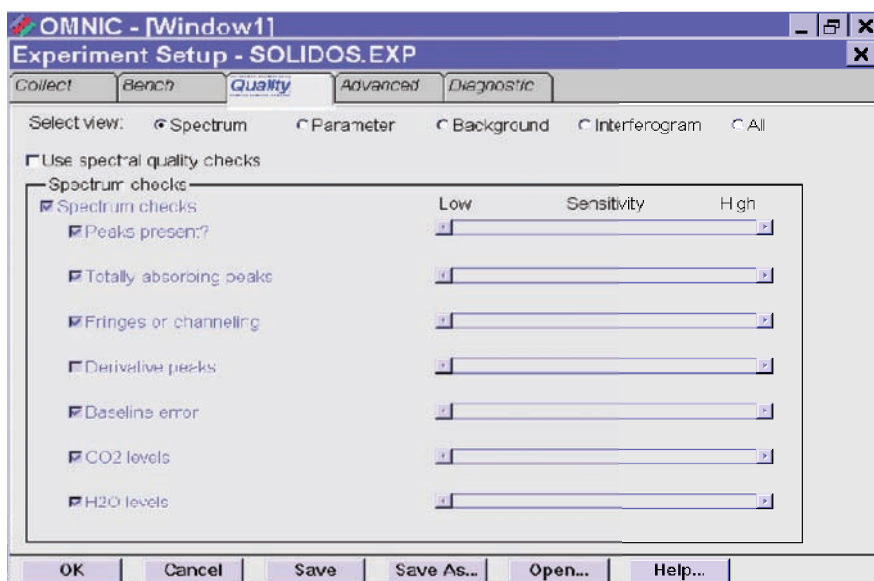 OMNIC - [Window1]
Experiment Setup - SOLIDOS.EXP
Collect Bench Quality Advanced Diagnostic
Select view: Spectrum Parameter Background Interferogram All
Use spectral quality checks
Spectrum checks
Spectrum checks Low Sensitivity High
Peaks present?
Totally absorbing peaks
Fringes or channeling
Derivative peaks
Baseline error
CO2 levels
H2O levels
OK Cancel Save Save As... Open... Help...